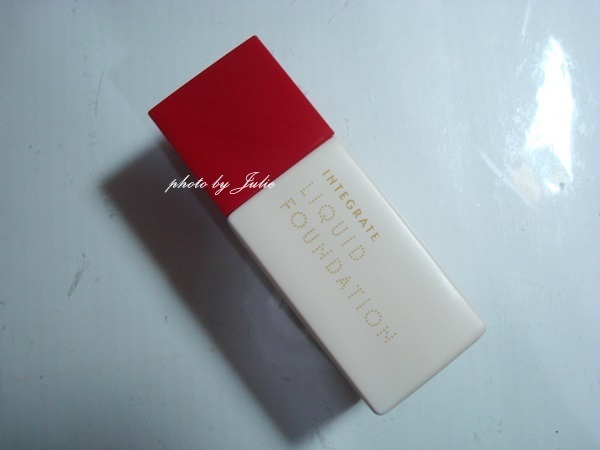 photo by Julie
INTEGRATE
LIQUID
FOUNDATION